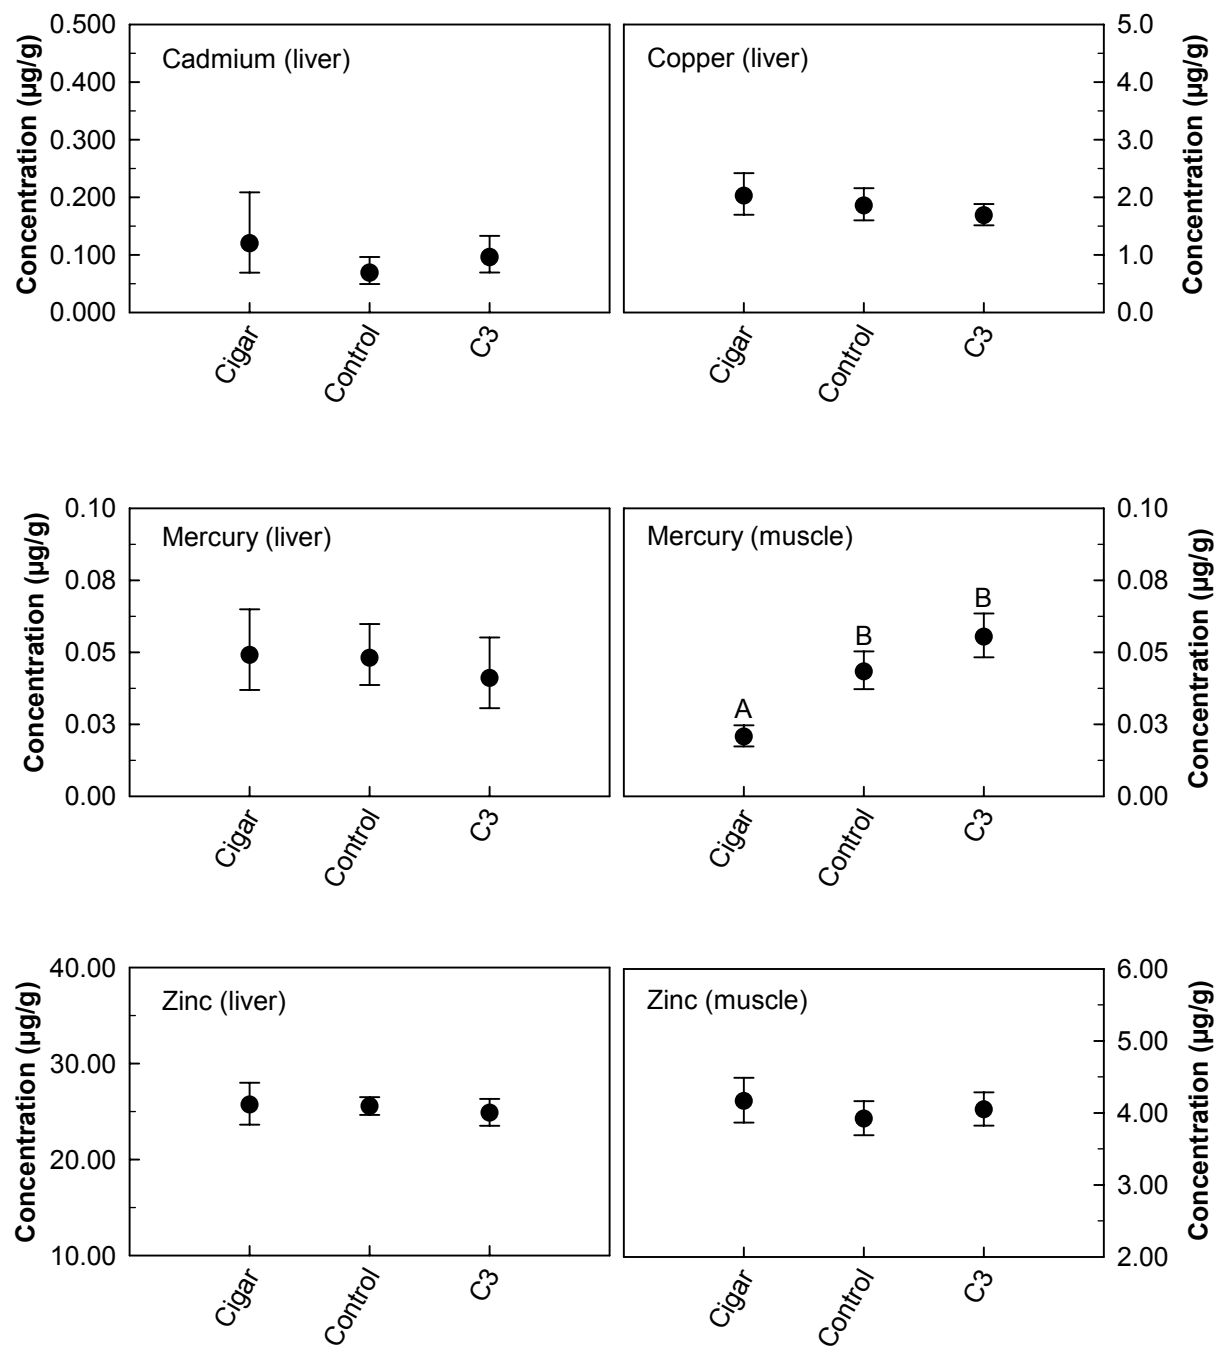 Cadmium (liver)
Concentration (µg/g)
0.500
0.400
0.300
0.200
0.100
0.000
Cigar
Control
C3
Copper (liver)
5.0
4.0
3.0
2.0
1.0
0.0
Concentration (µg/g)
Cigar
Control
C3
Mercury (liver)
Concentration (µg/g)
0.10
0.08
0.05
0.03
0.00
Cigar
Control
C3
Mercury (muscle)
A
B
B
0.10
0.08
0.05
0.03
0.00
Concentration (µg/g)
Cigar
Control
C3
Zinc (liver)
Concentration (µg/g)
40.00
30.00
20.00
10.00
Cigar
Control
C3
Zinc (muscle)
6.00
5.00
4.00
3.00
2.00
Concentration (µg/g)
Cigar
Control
C3